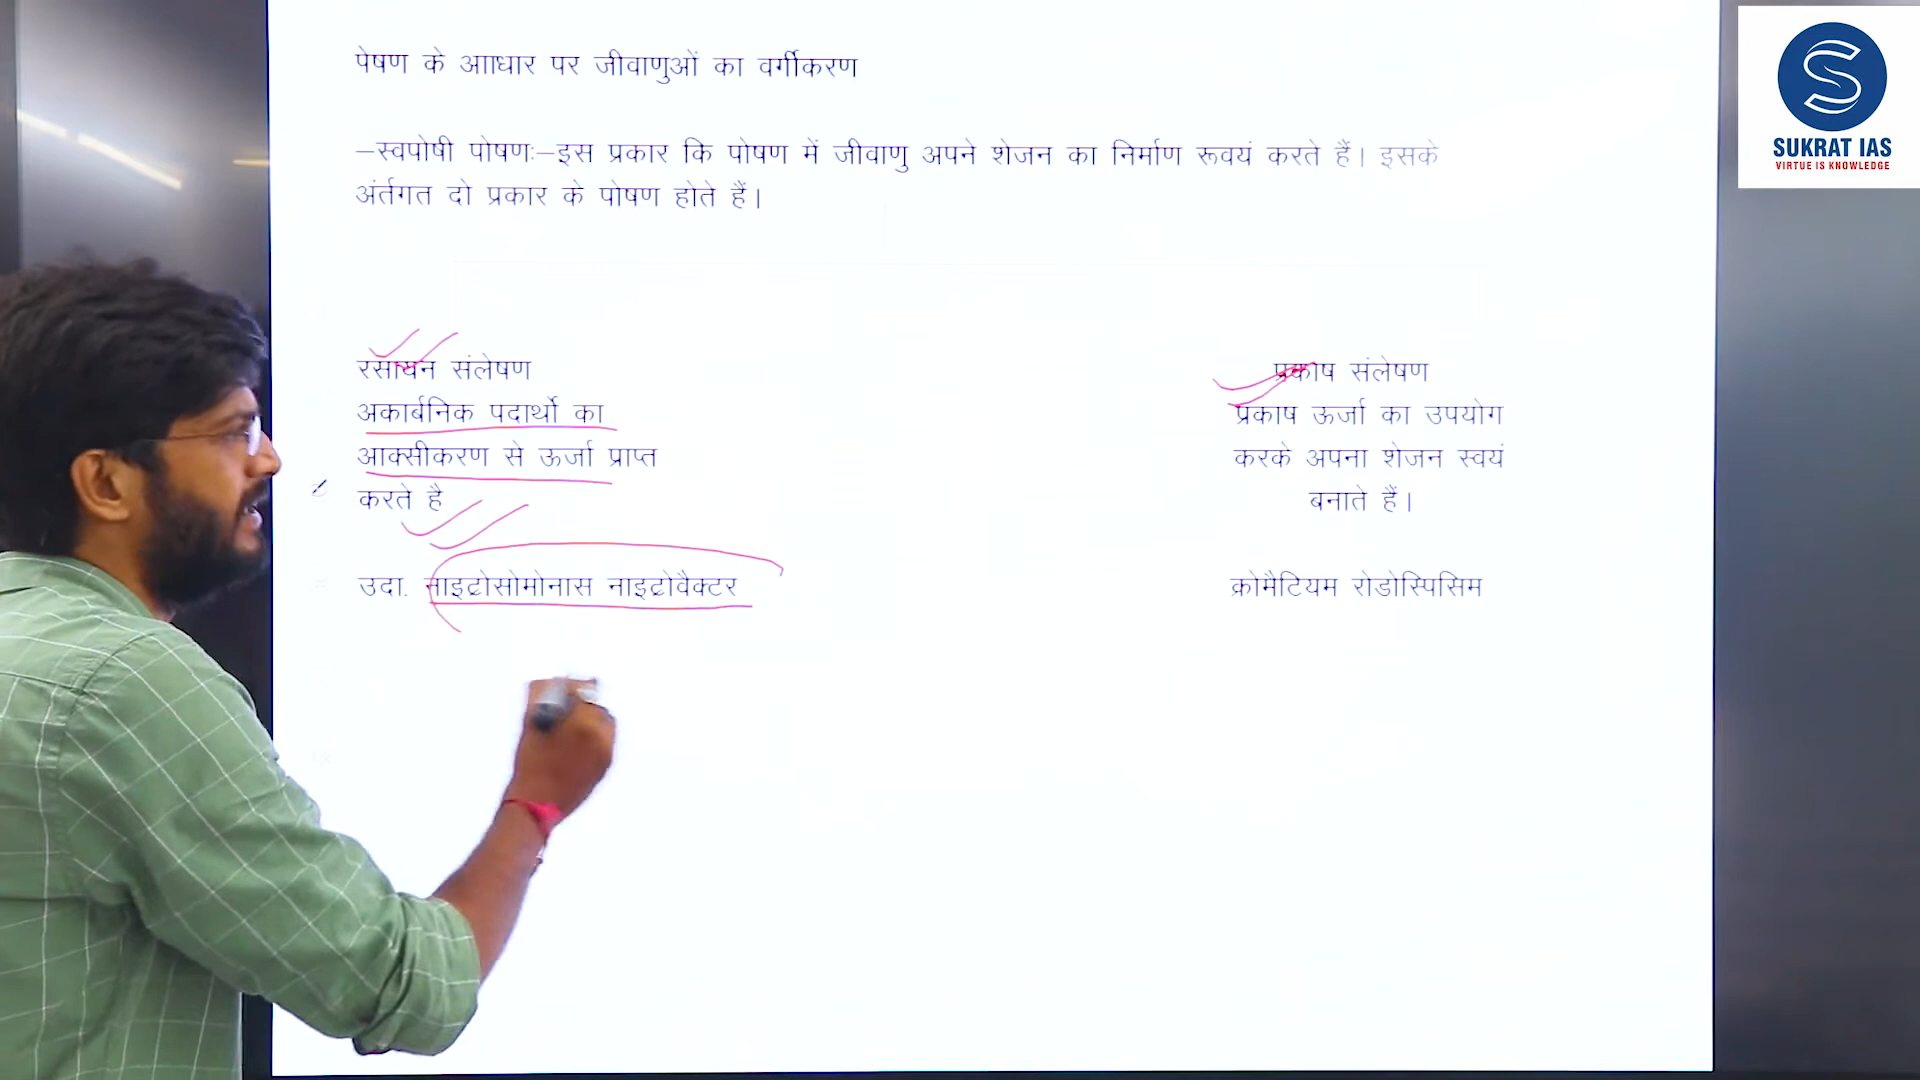 पेषण के आाधार पर जीवाणुओं का वर्गीकरण
–स्वपोषी पोषणः–इस प्रकार कि पोषण में जीवाणु अपने शेजन का निर्माण रूवयं करते हैं। इसके
अंर्तगत दो प्रकार के पोषण होते हैं।
रसायन संलेषण
अकार्बनिक पदार्थो का
आक्सीकरण से ऊर्जा प्राप्त
करते है
उदा. नाइट्रोसोमोनास नाइट्रोवैक्टर
प्रकाष संलेषण
प्रकाष ऊर्जा का उपयोग
करके अपना शेजन स्वयं
बनाते हैं।
क्रोमैटियम रोडोस्पिसिम
SUKRAT IAS
VIRTUE IS KNOWLEDGE